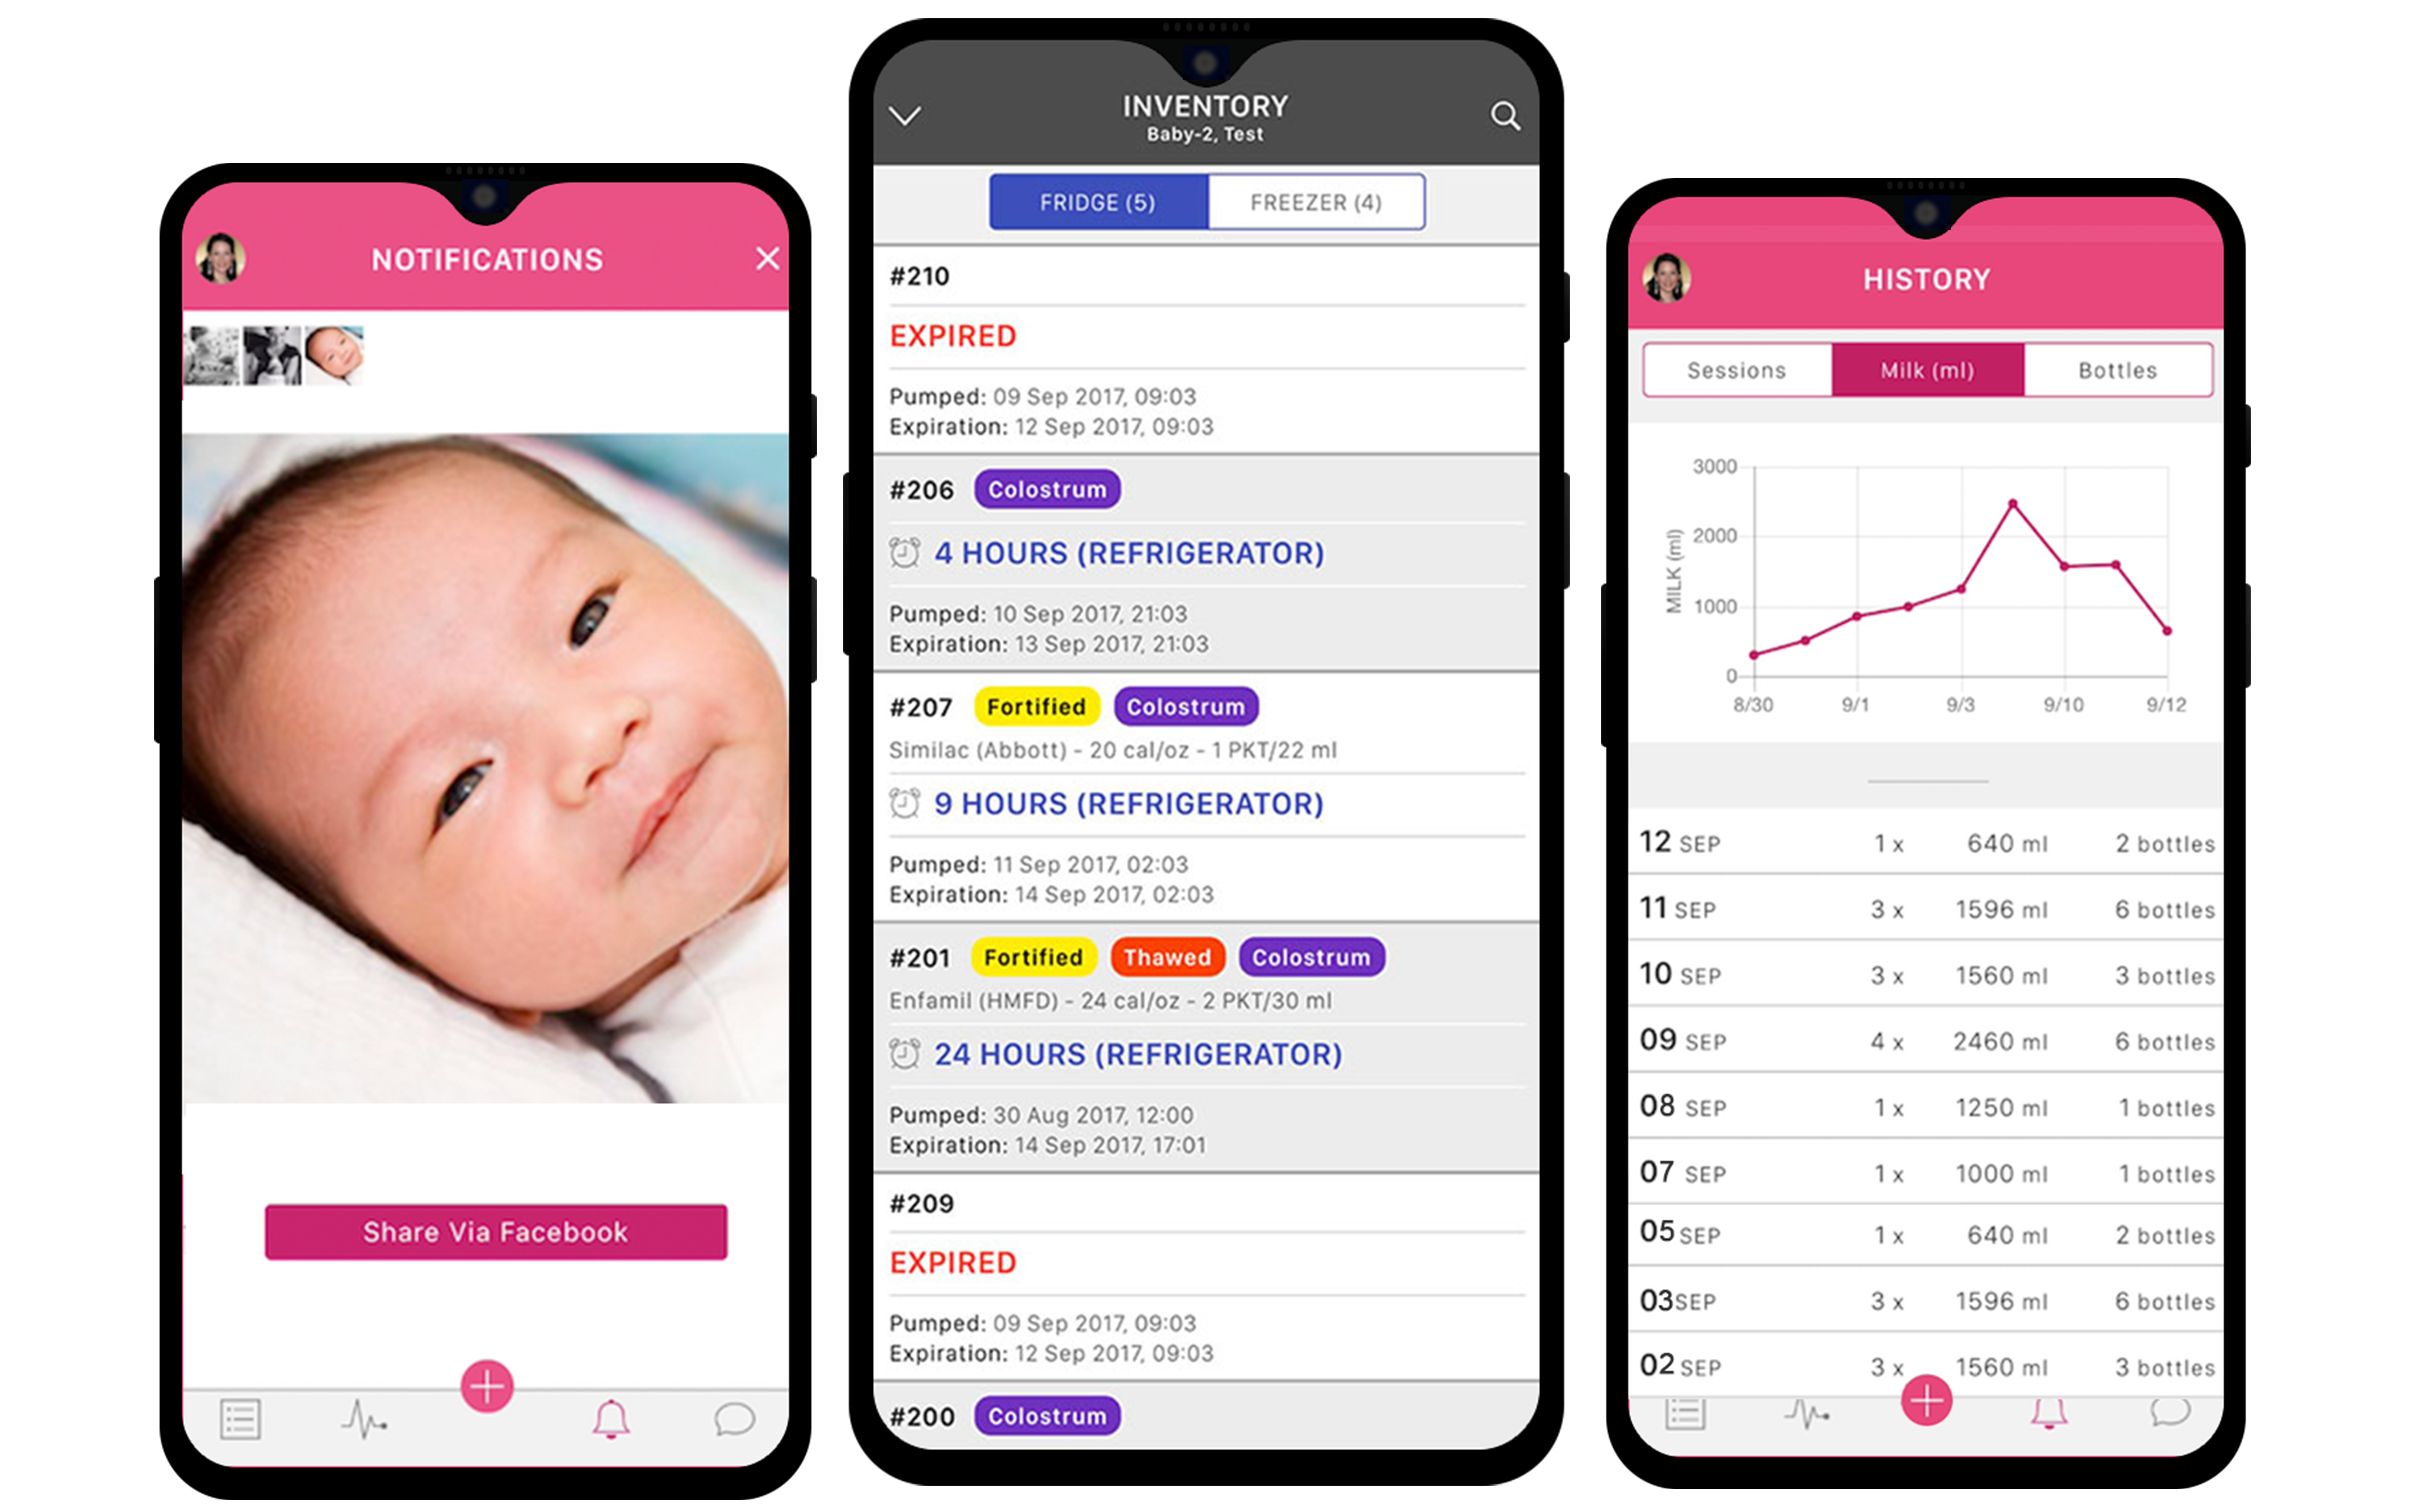 NOTIFICATIONS
Share Via Facebook
INVENTORY
Baby-2, Test
FRIDGE (5) FREEZER (4)
#210
EXPIRED
Pumped: 09 Sep 2017, 09:03
Expiration: 12 Sep 2017, 09:03
#206 Colostrum
4 HOURS (REFRIGERATOR)
Pumped: 10 Sep 2017, 21:03
Expiration: 13 Sep 2017, 21:03
#207 Fortified Colostrum
Similac (Abbott) - 20 cal/oz - 1 PKT/22 ml
9 HOURS (REFRIGERATOR)
Pumped: 11 Sep 2017, 02:03
Expiration: 14 Sep 2017, 02:03
#201 Fortified Thawed Colostrum
Enfamil (HMFD) - 24 cal/oz - 2 PKT/30 ml
24 HOURS (REFRIGERATOR)
Pumped: 30 Aug 2017, 12:00
Expiration: 14 Sep 2017, 17:01
#209
EXPIRED
Pumped: 09 Sep 2017, 09:03
Expiration: 12 Sep 2017, 09:03
#200 Colostrum
HISTORY
Sessions Milk (ml) Bottles
MILK (ml)
3000
2000
1000
0
8/30 9/1 9/3 9/10 9/12
12 SEP 1 x 640 ml 2 bottles
11 SEP 3 x 1596 ml 6 bottles
10 SEP 3 x 1560 ml 3 bottles
09 SEP 4 x 2460 ml 6 bottles
08 SEP 1 x 1250 ml 1 bottles
07 SEP 1 x 1000 ml 1 bottles
05 SEP 1 x 640 ml 2 bottles
03SEP 3 x 1596 ml 6 bottles
02 SEP 3 x 1560 ml 3 bottles